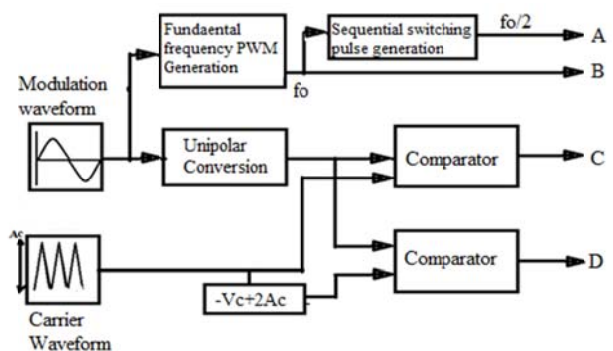 Fundaental
frequency PWM
Generation
Sequential switching
pulse generation
fo/2
A
B
fo
Modulation
waveform
Unipolar
Conversion
Comparator
C
Ac
Comparator
D
-Vc+2Ac
Carrier
Waveform